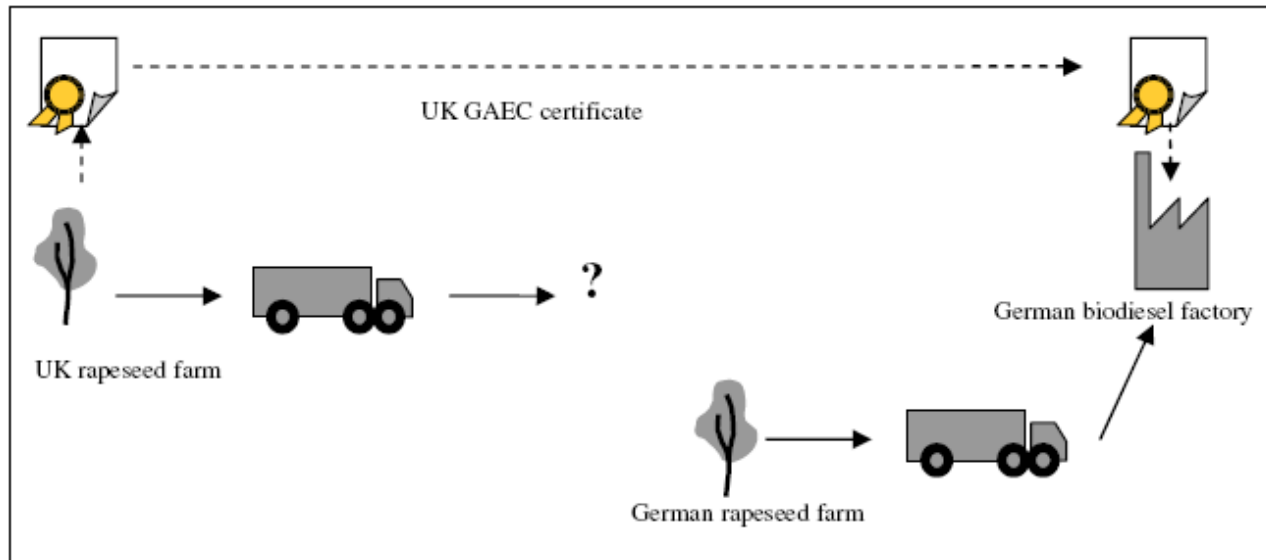 UK GAEC certificate
?
German biodiesel factory
UK rapeseed farm
German rapeseed farm